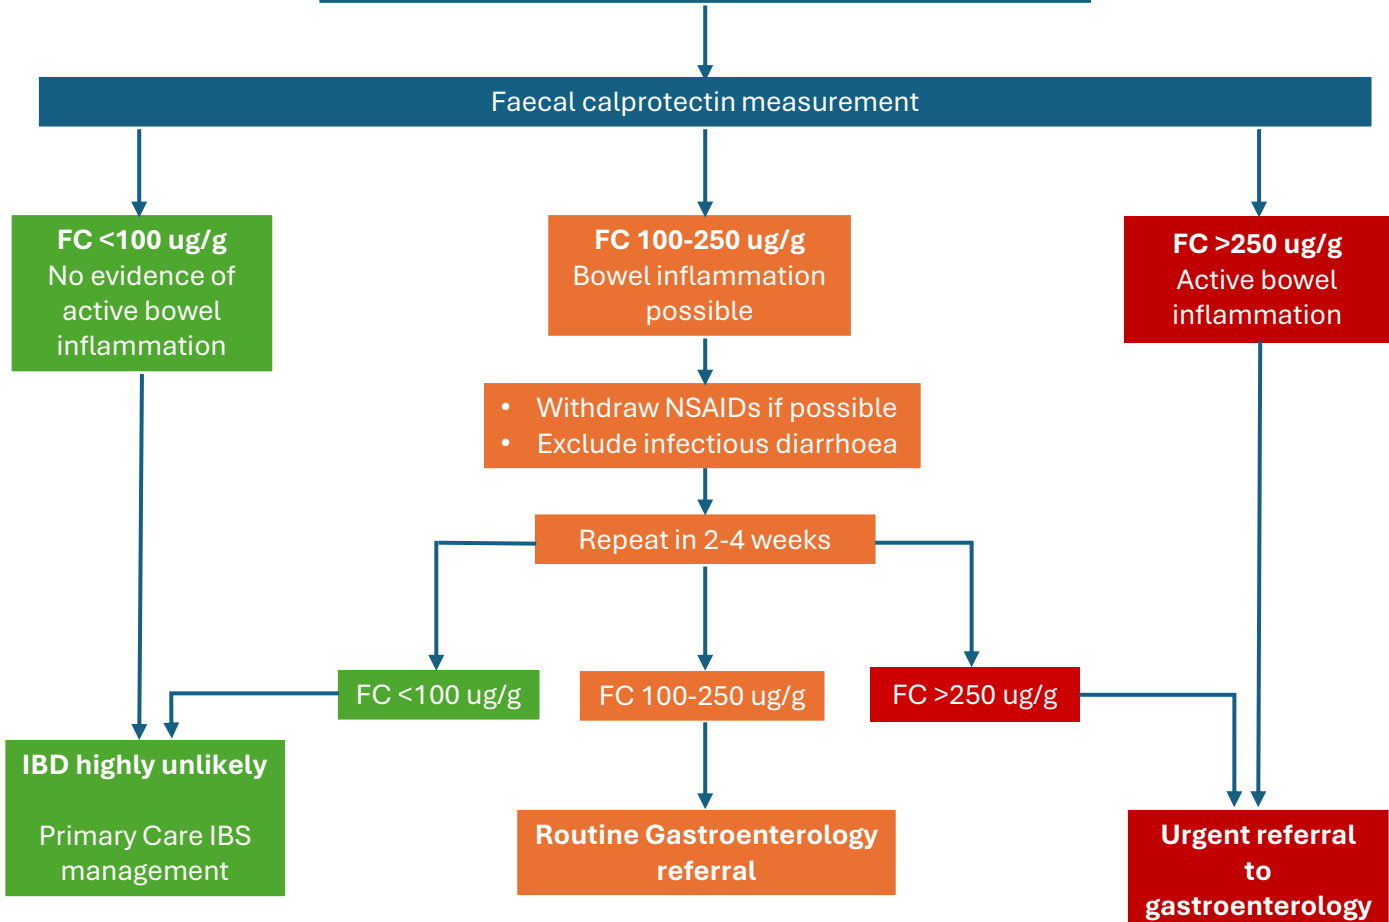 Faecal calprotectin measurement
FC <100 ug/g
No evidence of
active bowel
inflammation
FC 100-250 ug/g
Bowel inflammation
possible
FC >250 ug/g
Active bowel
inflammation
• Withdraw NSAIDs if possible
• Exclude infectious diarrhoea
Repeat in 2-4 weeks
FC <100 ug/g
FC 100-250 ug/g
FC >250 ug/g
IBD highly unlikely
Primary Care IBS
management
Routine Gastroenterology
referral
Urgent referral
to
gastroenterology